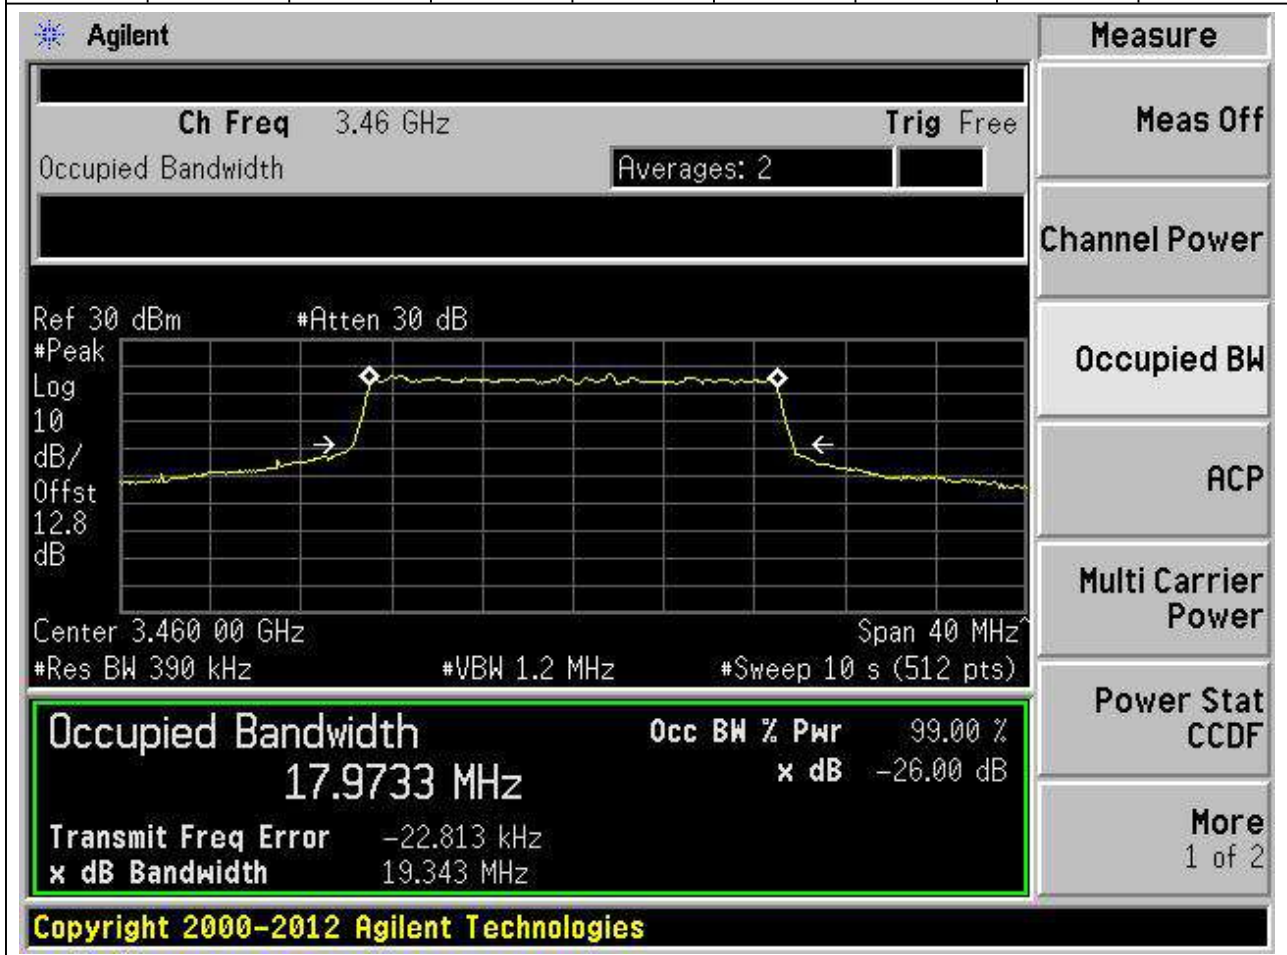 Agilent
Measure
Ch Freq 3.46 GHz Trig Free
Occupied Bandwidth Averages: 2
Meas Off
Channel Power
Occupied BW
ACP
Multi Carrier
Power
Power Stat
CCDF
More
1 of 2
Ref 30 dBm #Atten 30 dB
#Peak
Log
10
dB/
Offst
12.8
dB
Center 3.460 00 GHz Span 40 MHz^
#Res BW 390 kHz #VBW 1.2 MHz #Sweep 10 s (512 pts)
Occupied Bandwidth Occ BW % Pwr 99.00 %
17.9733 MHz x dB -26.00 dB
Transmit Freq Error -22.813 kHz
x dB Bandwidth 19.343 MHz
Copyright 2000-2012 Agilent Technologies